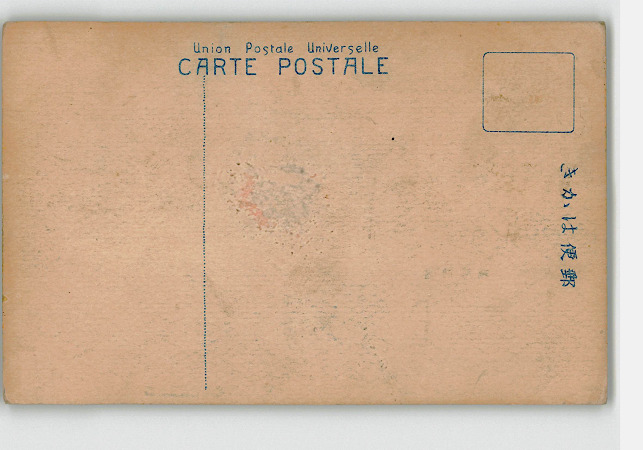 Union Postale Universelle
CARTE POSTALE
きかは便郵